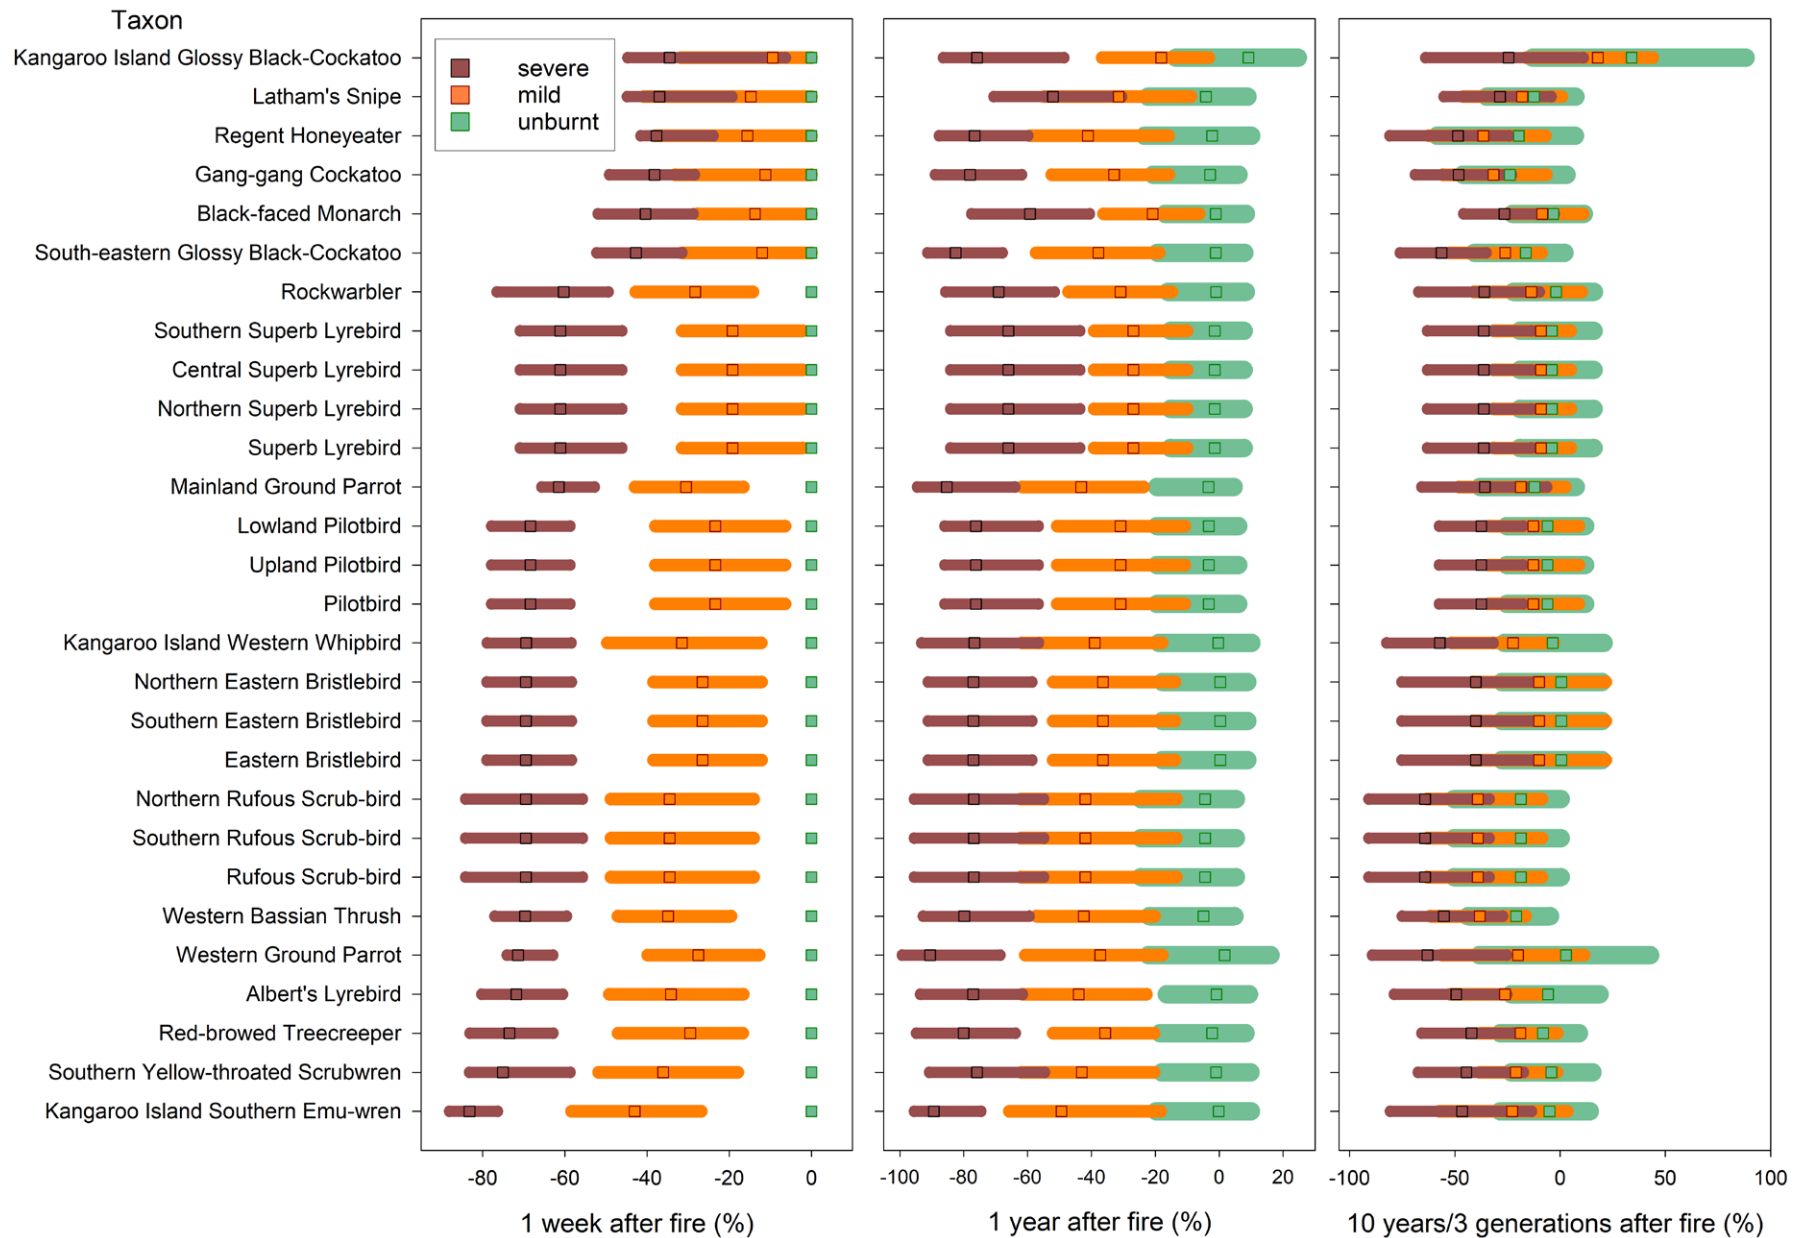 Taxon
Kangaroo Island Glossy Black-Cockatoo
Latham's Snipe
Regent Honeyeater
Gang-gang Cockatoo
Black-faced Monarch
South-eastern Glossy Black-Cockatoo
Rockwarbler
Southern Superb Lyrebird
Central Superb Lyrebird
Northern Superb Lyrebird
Superb Lyrebird
Mainland Ground Parrot
Lowland Pilotbird
Upland Pilotbird
Pilotbird
Kangaroo Island Western Whipbird
Northern Eastern Bristlebird
Southern Eastern Bristlebird
Eastern Bristlebird
Northern Rufous Scrub-bird
Southern Rufous Scrub-bird
Rufous Scrub-bird
Western Bassian Thrush
Western Ground Parrot
Albert's Lyrebird
Red-browed Treecreeper
Southern Yellow-throated Scrubwren
Kangaroo Island Southern Emu-wren
severe
mild
unburnt
-80 -60 -40 -20 0
1 week after fire (%)
-100 -80 -60 -40 -20 0 20
1 year after fire (%)
-100 -50 0 50 100
10 years/3 generations after fire (%)